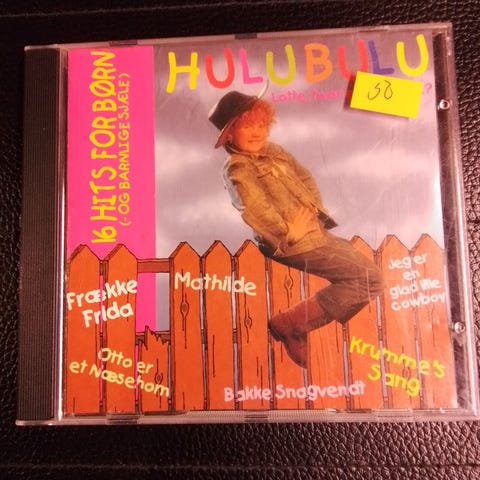 HULUBULU
Lotte,
?
50
16 HITS FOR BØRN
(- OG BARNLIGE SJÆLE)
Frække
Frida
Mathilde
Jeg er
en
glad lille
cowboy
Otto er
et Næsehorn
Krumme's
Sang
Bakke Snagvendt